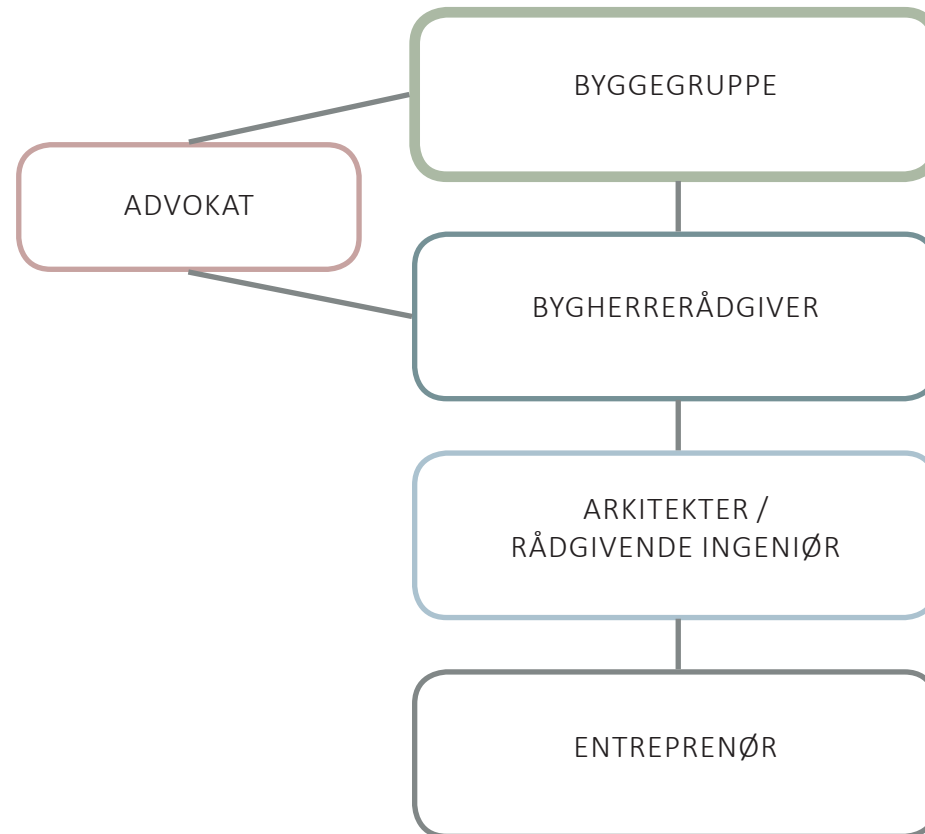 BYGGEGRUPPE
ADVOKAT
BYGHERRERÅDGIVER
ARKITEKTER /
RÅDGIVENDE INGENIØR
ENTREPRENØR